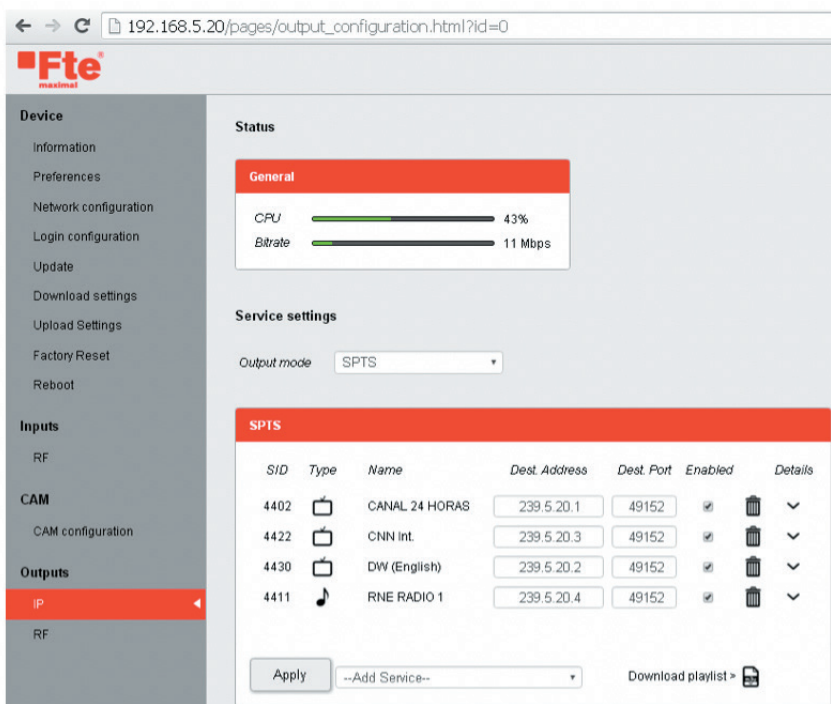 192.168.5.20/pages/output_configuration.html?id=0
Fte
maximal
Device
Information
Preferences
Network configuration
Login configuration
Update
Download settings
Upload Settings
Factory Reset
Reboot
Inputs
RF
CAM
CAM configuration
Outputs
IP
RF
Status
General
CPU 43%
Bitrate 11 Mbps
Service settings
Output mode SPTS
SPTS
SID Type Name Dest. Address Dest. Port Enabled Details
4402 CANAL 24 HORAS 239.5.20.1 49152
4422 CNN Int. 239.5.20.3 49152
4430 DW (English) 239.5.20.2 49152
4411 RNE RADIO 1 239.5.20.4 49152
Apply --Add Service-- Download playlist »